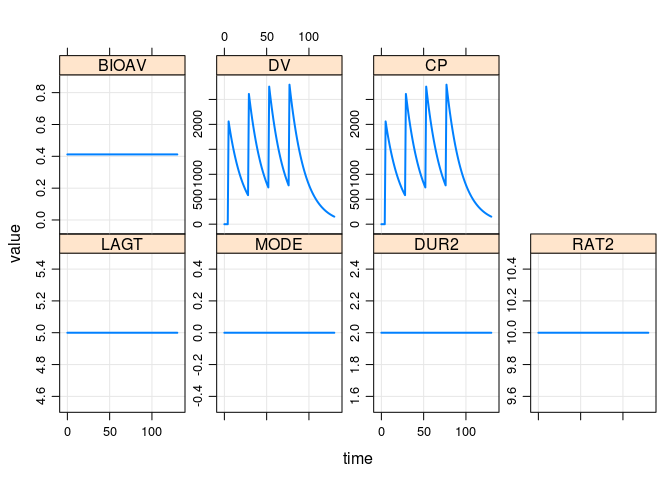 0 50 100
BIOAV DV CP
0.0 0.2 0.4 0.6 0.8
0 500 1000 2000
0 500 1000 2000
LAGT MODE DUR2 RAT2
4.6 4.8 5.0 5.2 5.4
-0.4 -0.2 0.0 0.2 0.4
1.6 1.8 2.0 2.2 2.4
9.6 9.8 10.0 10.2 10.4
0 50 100
0 50 100
value
time